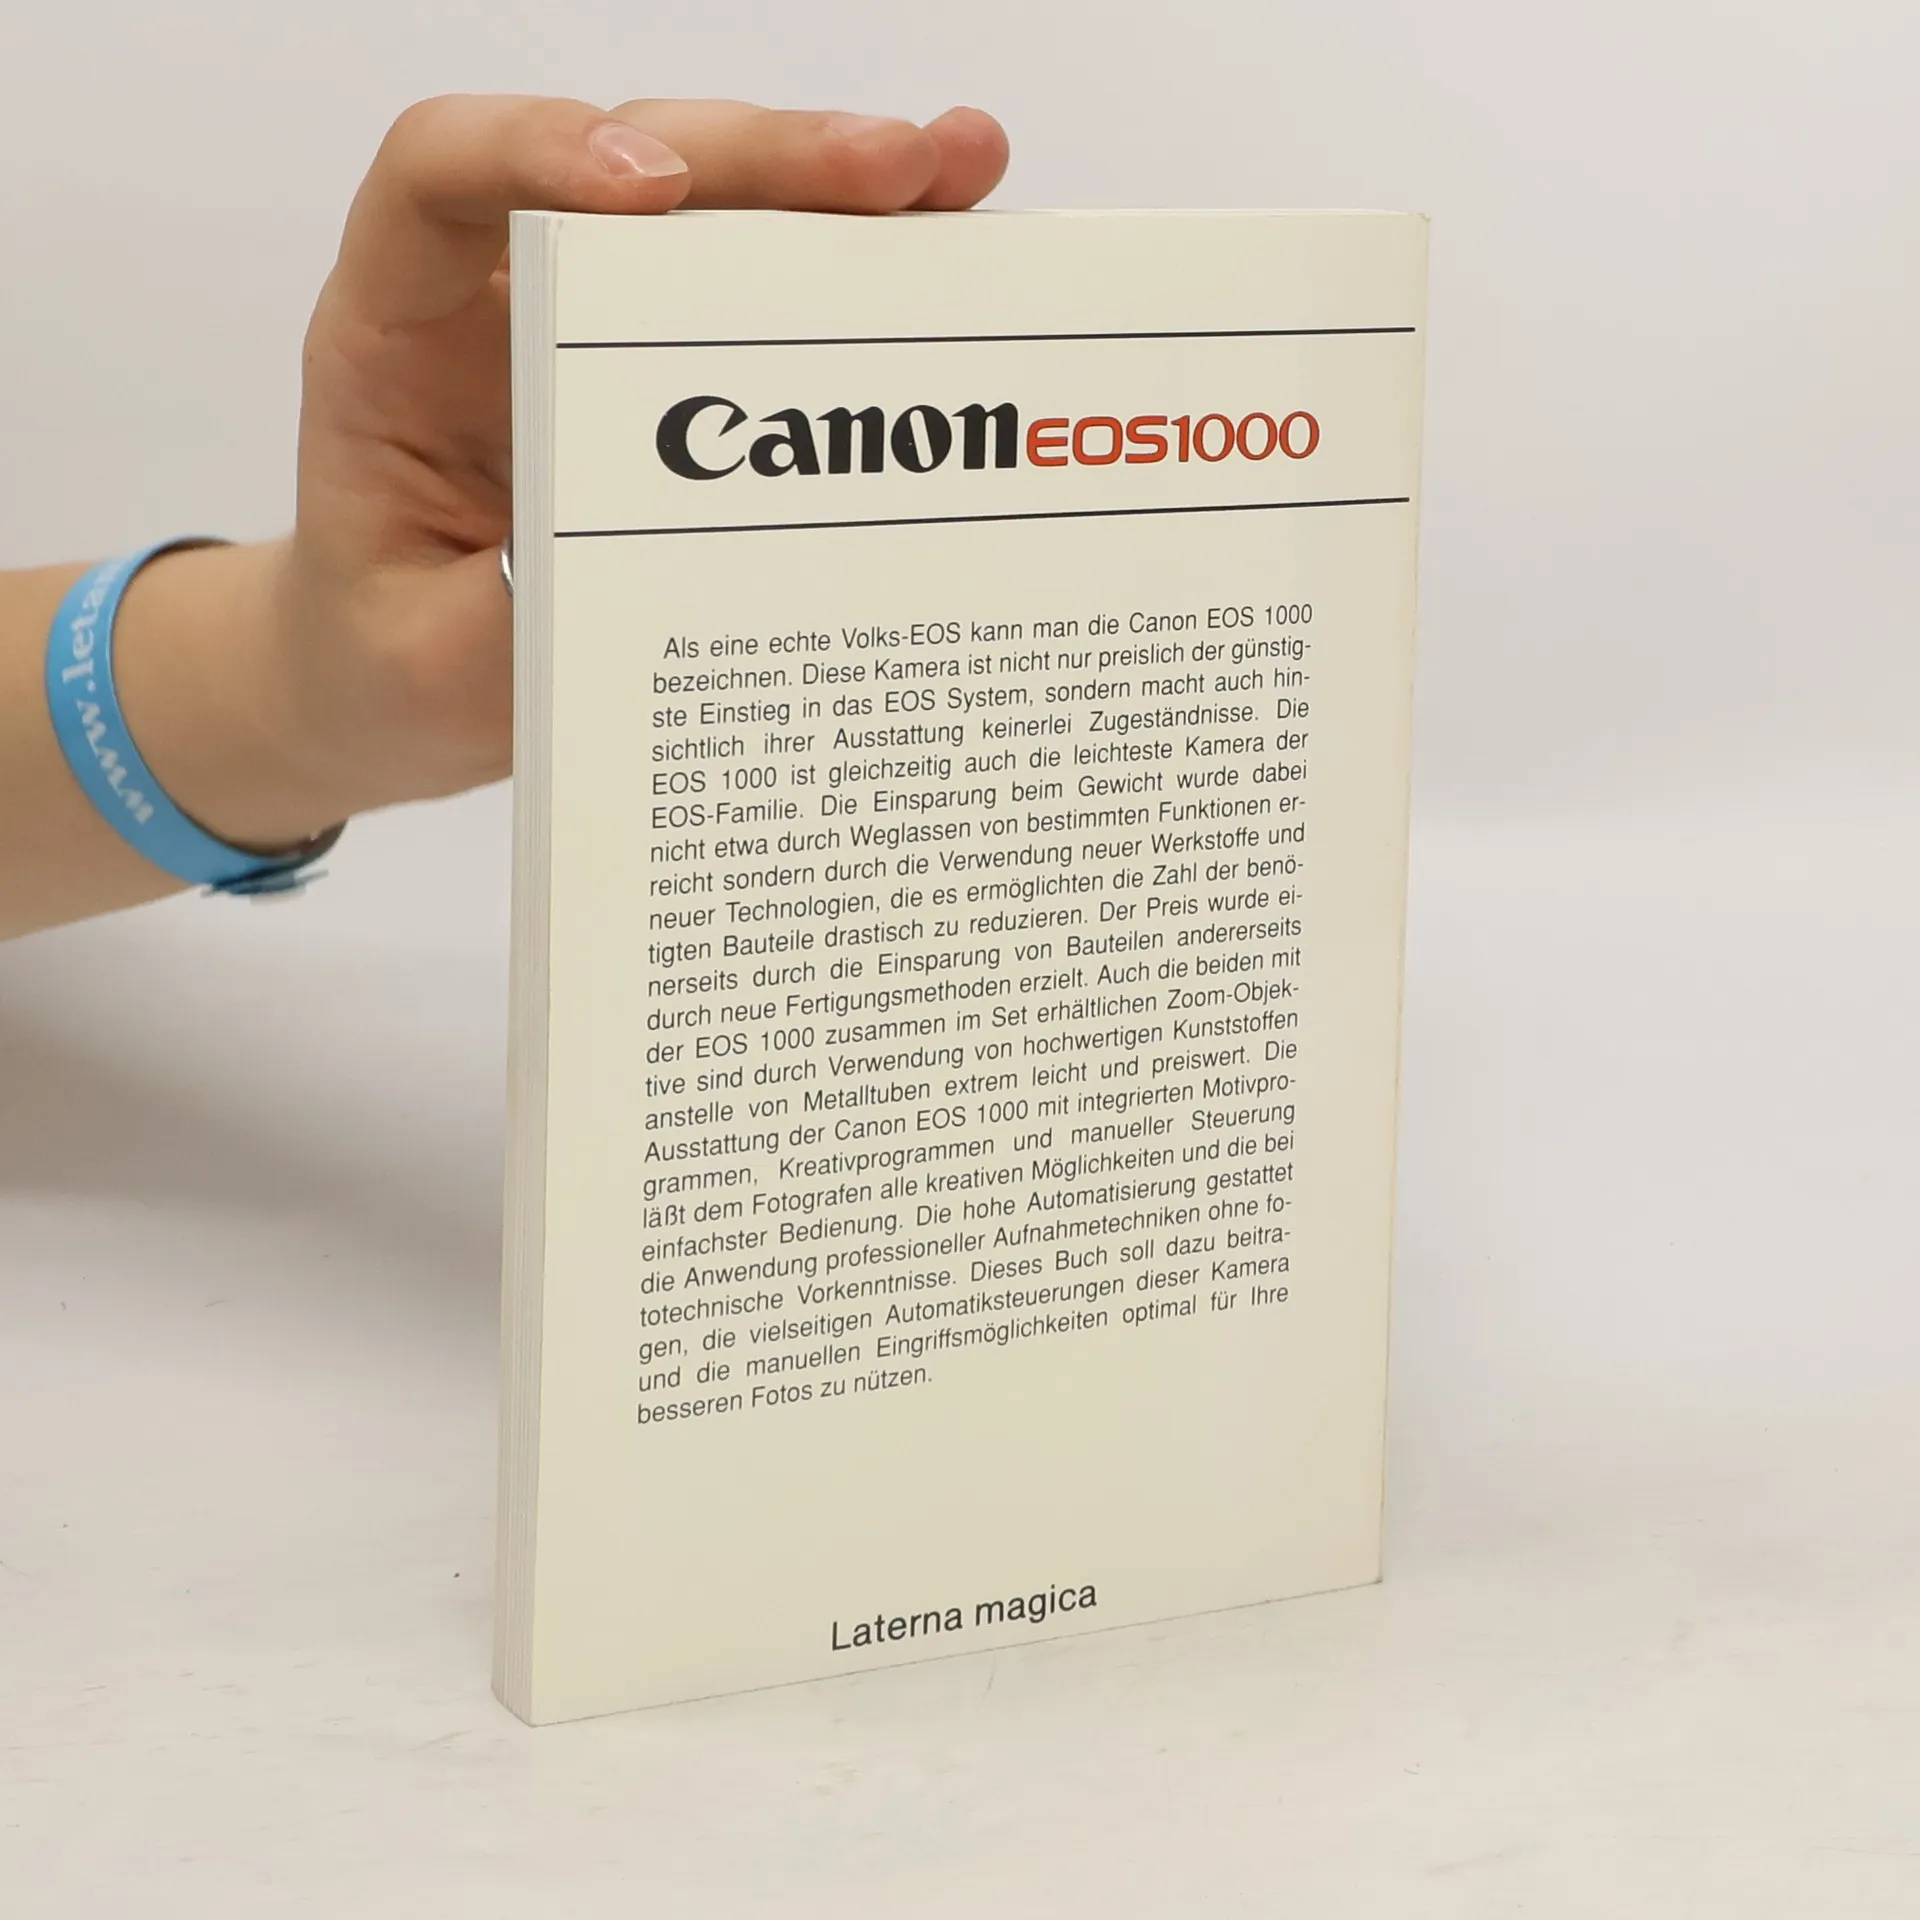 Canon EOS1000
Als eine echte Volks-EOS kann man die Canon EOS 1000
bezeichnen. Diese Kamera ist nicht nur preislich der günstig-
ste Einstieg in das EOS System, sondern macht auch hin-
sichtlich ihrer Ausstattung keinerlei Zugeständnisse. Die
EOS 1000 ist gleichzeitig auch die leichteste Kamera der
EOS-Familie. Die Einsparung beim Gewicht wurde dabei
nicht etwa durch Weglassen von bestimmten Funktionen er-
reicht sondern durch die Verwendung neuer Werkstoffe und
neuer Technologien, die es ermöglichten die Zahl der benö-
tigten Bauteile drastisch zu reduzieren. Der Preis wurde ei-
nerseits durch die Einsparung von Bauteilen andererseits
durch neue Fertigungsmethoden erzielt. Auch die beiden mit
der EOS 1000 zusammen im Set erhältlichen Zoom-Objek-
tive sind durch Verwendung von hochwertigen Kunststoffen
anstelle von Metalltuben extrem leicht und preiswert. Die
Ausstattung der Canon EOS 1000 mit integrierten Motivpro-
grammen, Kreativprogrammen und manueller Steuerung
läßt dem Fotografen alle kreativen Möglichkeiten und die bei
einfachster Bedienung. Die hohe Automatisierung gestattet
die Anwendung professioneller Aufnahmetechniken ohne fo-
totechnische Vorkenntnisse. Dieses Buch soll dazu beitra-
gen, die vielseitigen Automatiksteuerungen dieser Kamera
und die manuellen Eingriffsmöglichkeiten optimal für Ihre
besseren Fotos zu nützen.
Laterna magica